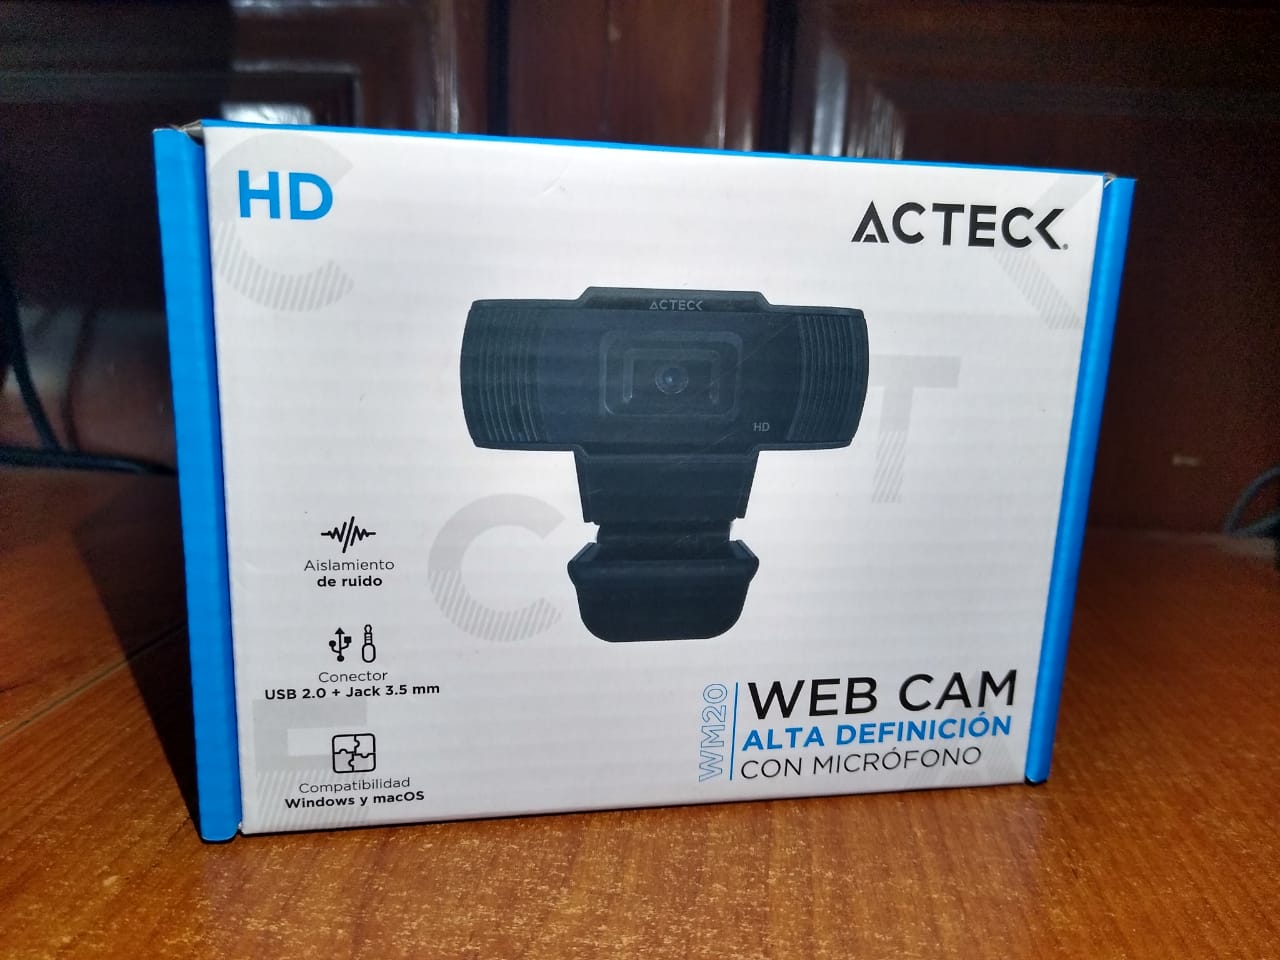 HD
ACTECK
ACTECK
HD
Aislamiento
de ruido
Conector
USB 2.0 + Jack 3.5 mm
Compatibilidad
Windows y macOS
WM20
WEB CAM
ALTA DEFINICIÓN
CON MICRÓFONO